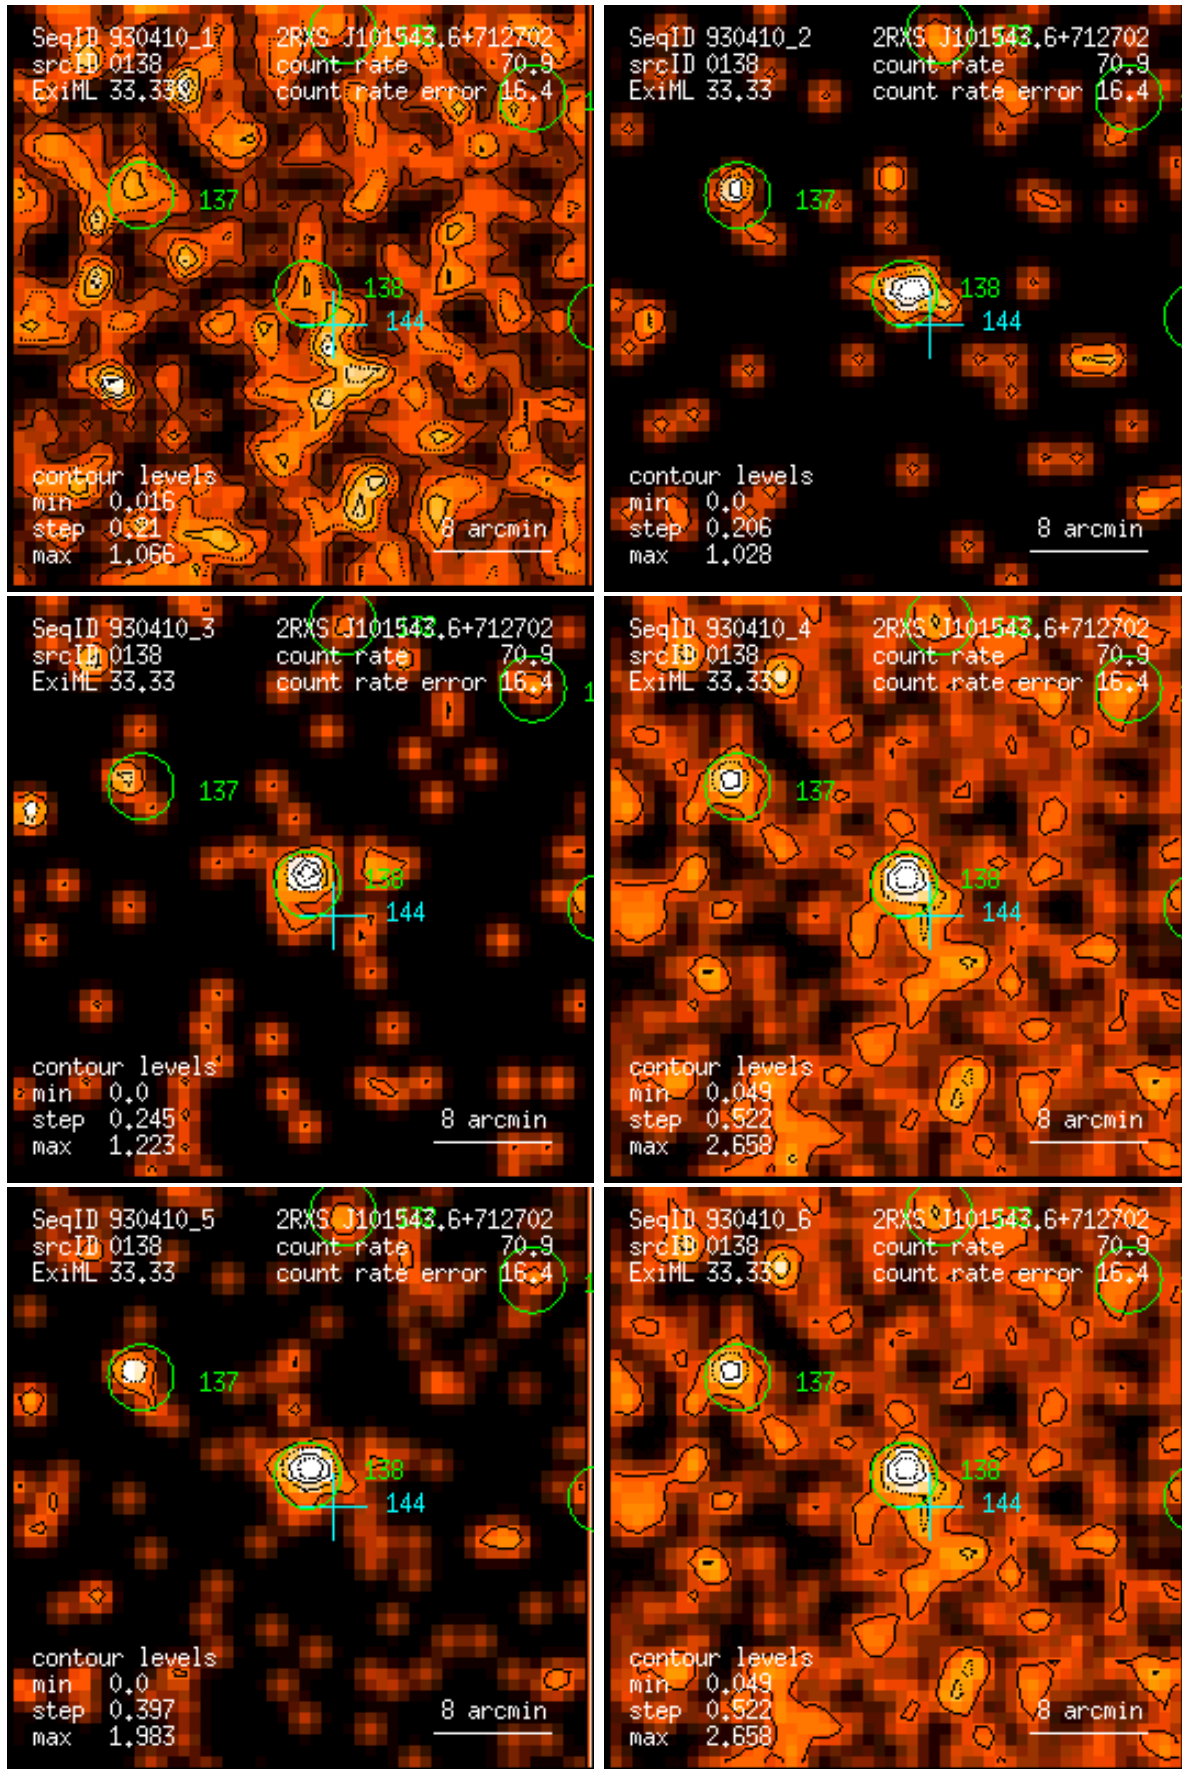 SeqID 930410_1 2RXS J101543.6+712702
srcID 0138 count rate 70.9
ExiML 33.33 count rate error 16.4
137
138
144
contour levels
min 0.016
step 0.21
max 1.066
8 arcmin
SeqID 930410_2 2RXS J101543.6+712702
srcID 0138 count rate 70.9
ExiML 33.33 count rate error 16.4
137
138
144
contour levels
min 0.0
step 0.206
max 1.028
8 arcmin
SeqID 930410_3 2RXS J101543.6+712702
srcID 0138 count rate 70.9
ExiML 33.33 count rate error 16.4
137
138
144
contour levels
min 0.0
step 0.245
max 1.223
8 arcmin
SeqID 930410_4 2RXS J101543.6+712702
srcID 0138 count rate 70.9
ExiML 33.33 count rate error 16.4
137
138
144
contour levels
min 0.049
step 0.522
max 2.658
8 arcmin
SeqID 930410_5 2RXS J101543.6+712702
srcID 0138 count rate 70.9
ExiML 33.33 count rate error 16.4
137
138
144
contour levels
min 0.0
step 0.397
max 1.983
8 arcmin
SeqID 930410_6 2RXS J101543.6+712702
srcID 0138 count rate 70.9
ExiML 33.33 count rate error 16.4
137
138
144
contour levels
min 0.049
step 0.522
max 2.658
8 arcmin